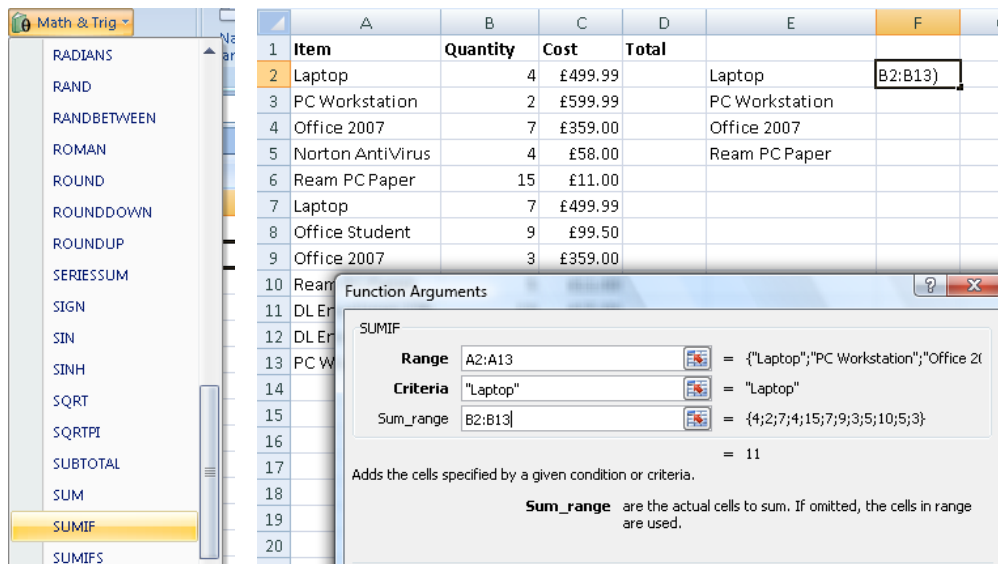 Math & Trig
RADIANS
RAND
RANDBETWEEN
ROMAN
ROUND
ROUNDDOWN
ROUNDUP
SERIESSUM
SIGN
SIN
SINH
SQRT
SQRTPI
SUBTOTAL
SUM
SUMIF
SUMIFS
A B C D E F
1 Item Quantity Cost Total
2 Laptop 4 £499.99 Laptop B2:B13)
3 PC Workstation 2 £599.99 PC Workstation
4 Office 2007 7 £359.00 Office 2007
5 Norton AntiVirus 4 £58.00 Ream PC Paper
6 Ream PC Paper 15 £11.00
7 Laptop 7 £499.99
8 Office Student 9 £99.50
9 Office 2007 3 £359.00
10 Ream
11 DL En
12 DL En
13 PC W
14
15
16
17
18
19
20
Function Arguments
SUMIF
Range A2:A13 = {"Laptop";"PC Workstation";"Office 20
Criteria "Laptop" = "Laptop"
Sum_range B2:B13 = {4;2;7;4;15;7;9;3;5;10;5;3}
= 11
Adds the cells specified by a given condition or criteria.
Sum_range are the actual cells to sum. If omitted, the cells in range
are used.